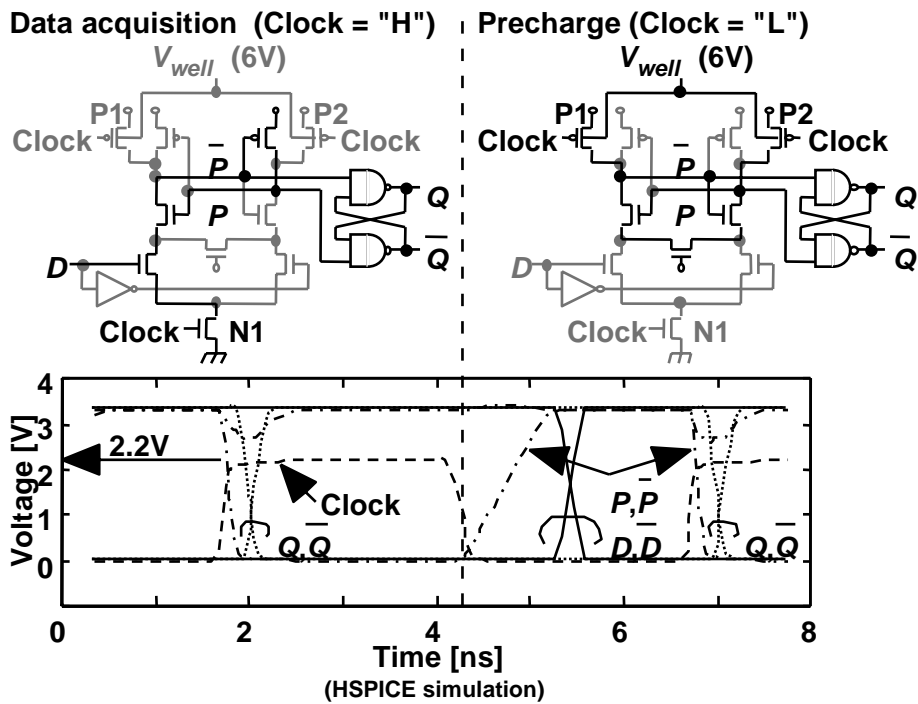 Data acquisition (Clock = "H") Precharge (Clock = "L")
V_well (6V) V_well (6V)
P1 P2 P1 P2
Clock Clock Clock Clock
P̅ P̅
Q Q
P P
Q̅ Q̅
D D
Clock N1 Clock N1
4
3
2
1
0
Voltage [V]
2.2V
Clock
P,P̅
Q,Q̅ D,D̅ Q,Q̅
0 2 4 6 8
Time [ns]
(HSPICE simulation)